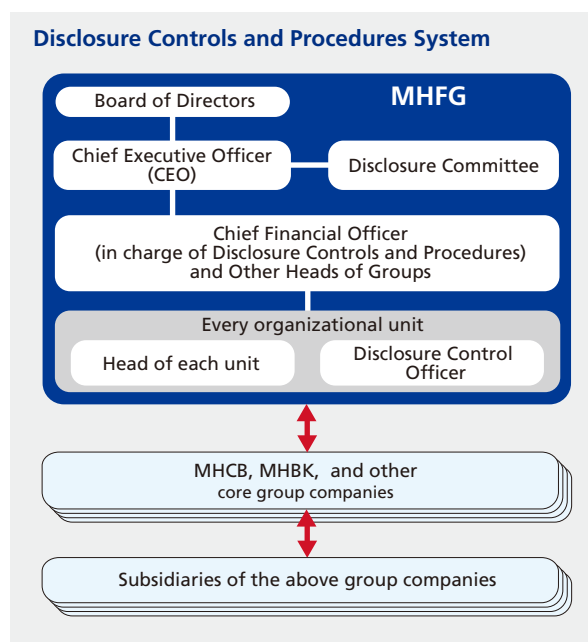 Disclosure Controls and Procedures System
MHFG
Board of Directors
Chief Executive Officer
(CEO)
Disclosure Committee
Chief Financial Officer
(in charge of Disclosure Controls and Procedures)
and Other Heads of Groups
Every organizational unit
Head of each unit
Disclosure Control
Officer
MHCB, MHBK, and other
core group companies
Subsidiaries of the above group companies